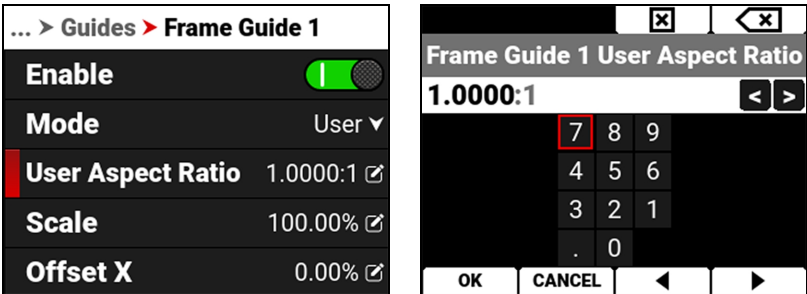 ... > Guides > Frame Guide 1
Enable
Mode User
User Aspect Ratio 1.0000:1
Scale 100.00%
Offset X 0.00%
Frame Guide 1 User Aspect Ratio
1.0000:1 < >
7 8 9
4 5 6
3 2 1
. 0
OK CANCEL